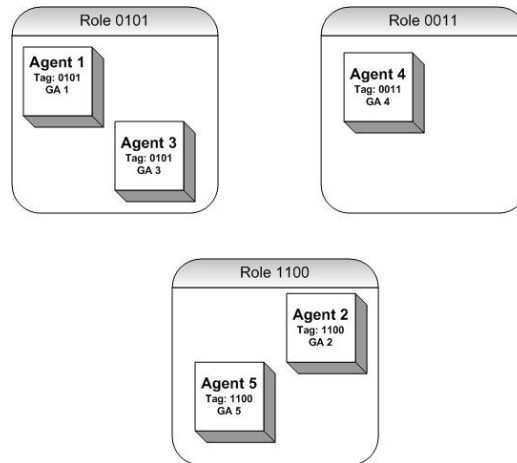 Role 0101
Agent 1
Tag: 0101
GA 1
Agent 3
Tag: 0101
GA 3
Role 0011
Agent 4
Tag: 0011
GA 4
Role 1100
Agent 2
Tag: 1100
GA 2
Agent 5
Tag: 1100
GA 5